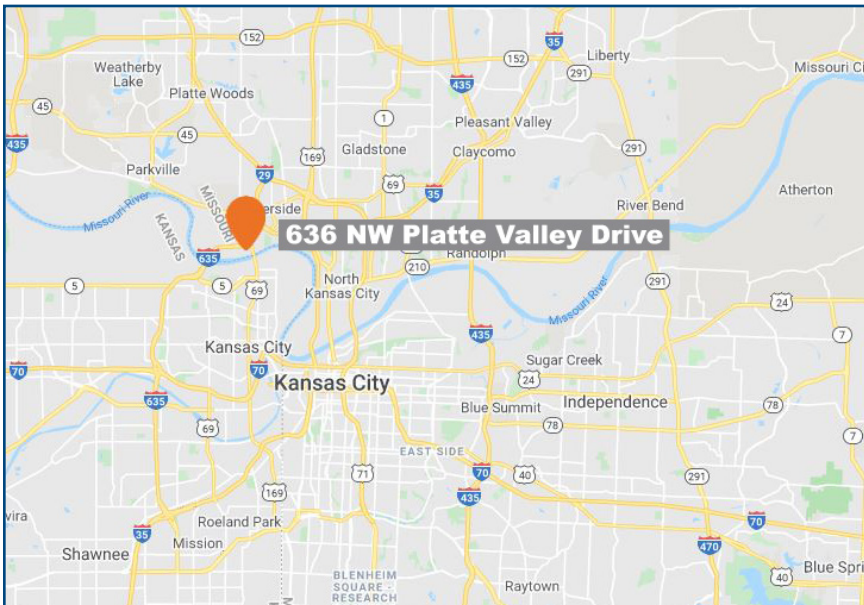 152
35
Liberty
Weatherby
Lake
152
291
Missouri City
435
Platte Woods
45
1
Pleasant Valley
45
169
Gladstone
Claycomo
291
435
Parkville
29
69
35
River Bend
Atherton
Missouri River
MISSOURI
KANSAS
erside
636 NW Platte Valley Drive
635
Randolph
210
5
5
69
North
Kansas City
291
Missouri River
24
435
7
Kansas City
70
70
Sugar Creek
Kansas City
24
635
Blue Summit
Independence
78
69
78
7
EAST SIDE
71
70
40
291
169
435
vira
Roeland Park
70
35
Mission
470
Shawnee
Blue Spri
BLENHEIM
SQUARE -
RESEARCH
40
Raytown